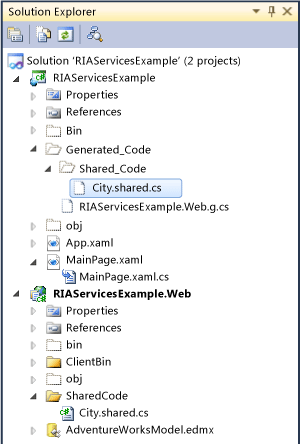 Solution Explorer
Solution 'RIAServicesExample' (2 projects)
RIAServicesExample
Properties
References
Bin
Generated_Code
Shared_Code
City.shared.cs
RIAServicesExample.Web.g.cs
obj
App.xaml
MainPage.xaml
MainPage.xaml.cs
RIAServicesExample.Web
Properties
References
bin
ClientBin
obj
SharedCode
City.shared.cs
AdventureWorksModel.edmx